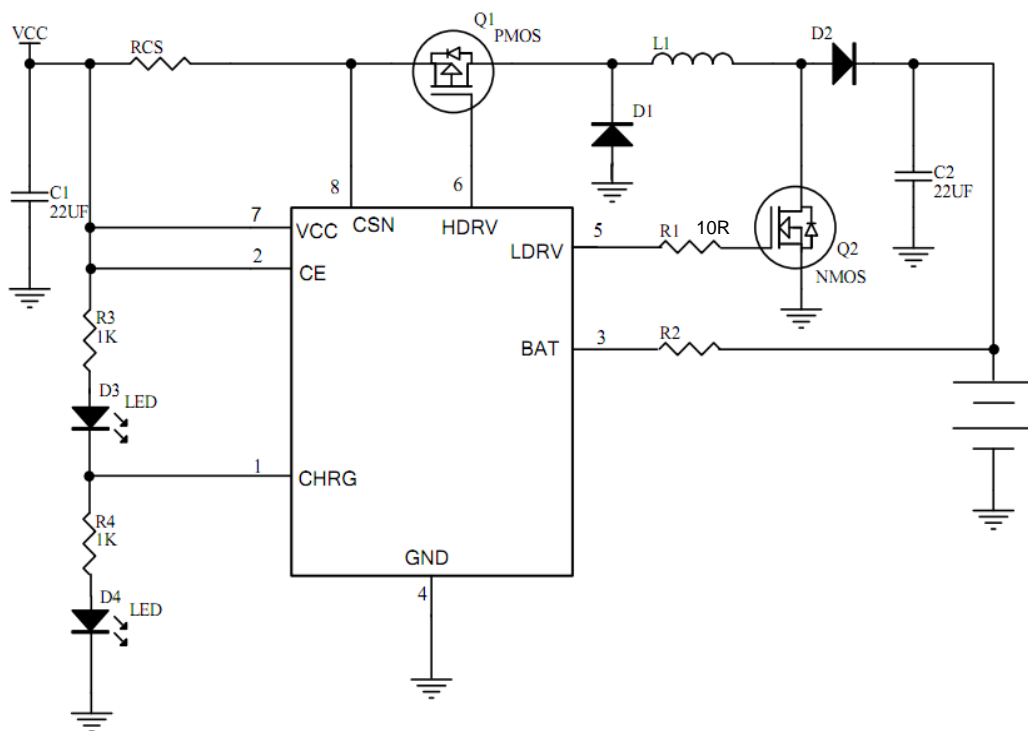 VCC
RCS
Q1
PMOS
L1
D2
D1
C1
22UF
C2
22UF
8
6
7
VCC
CSN
HDRV
5
R1
10R
2
CE
LDRV
Q2
NMOS
R3
1K
BAT
3
R2
D3
LED
1
CHRG
R4
1K
GND
4
D4
LED